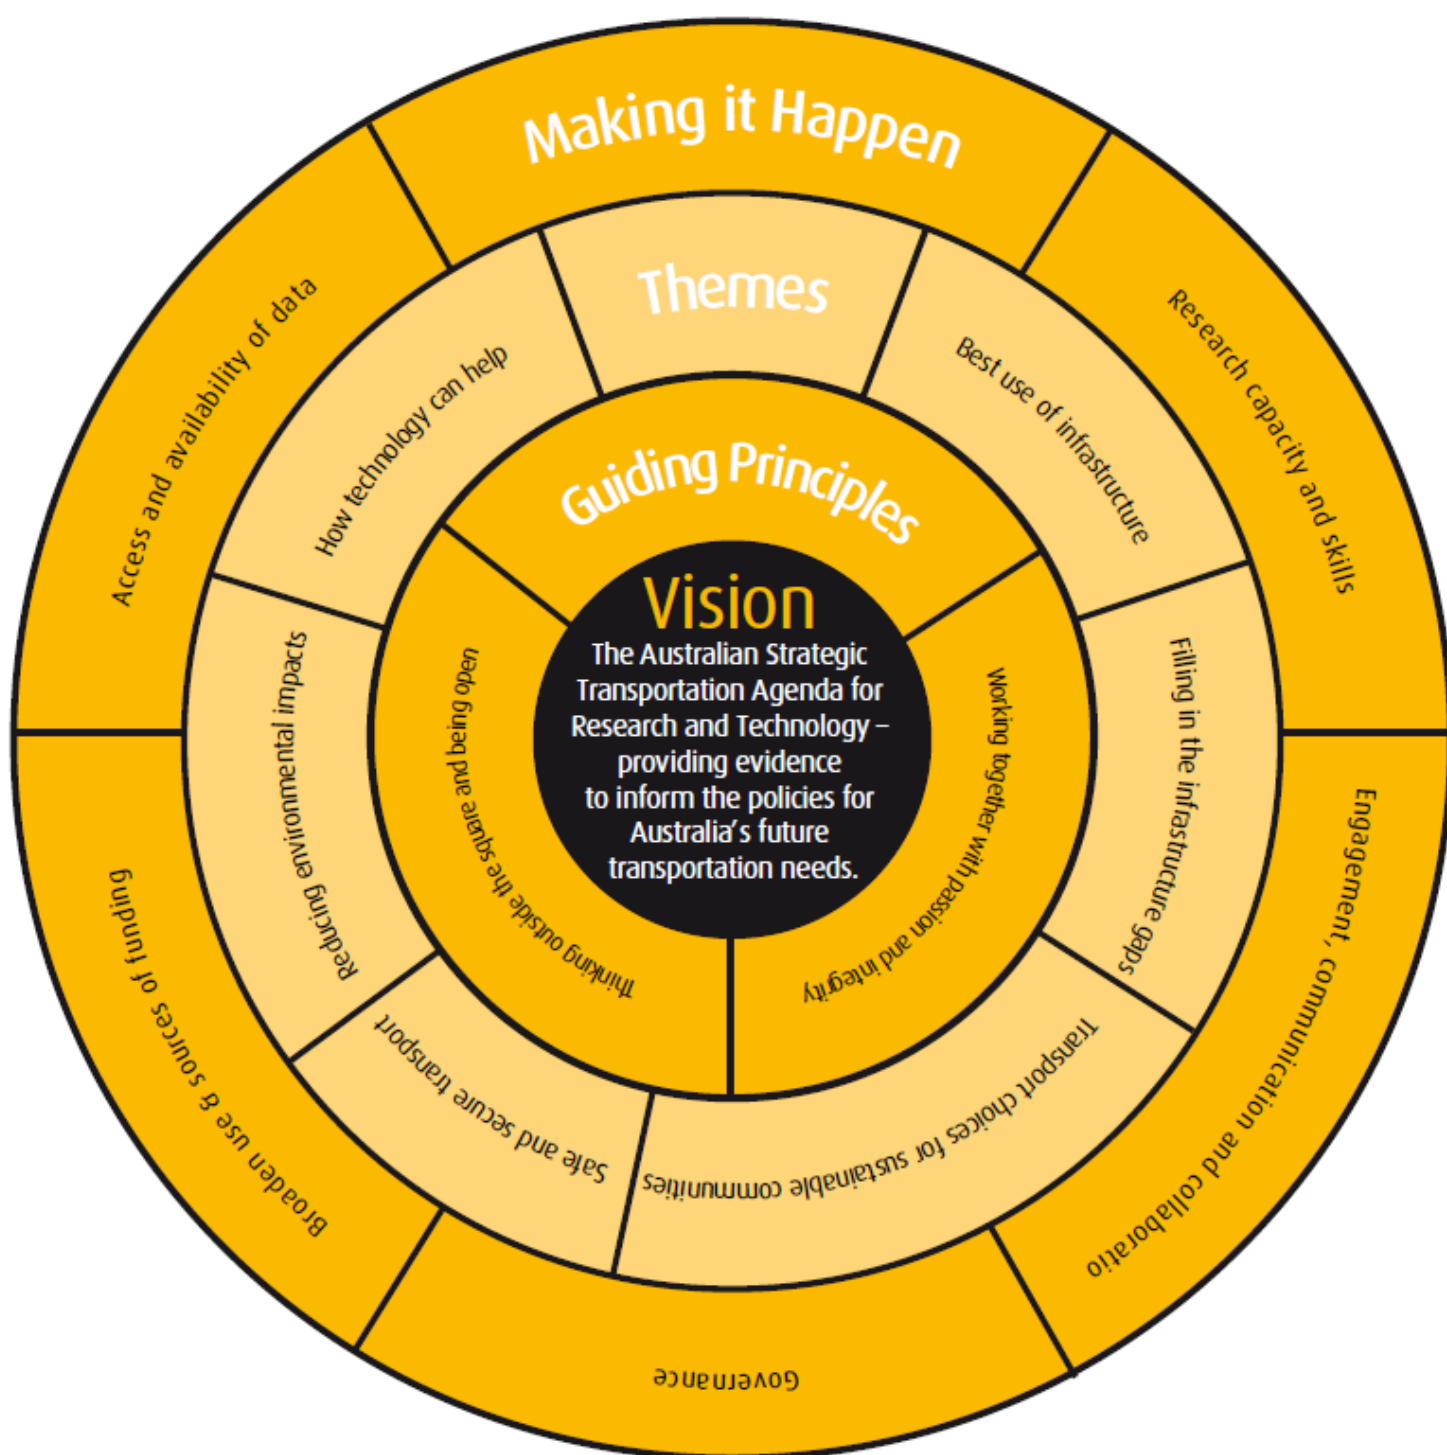 Making it Happen
Research capacity and skills
Engagement, communication and collaboratio
Governance
Broaden use & sources of funding
Access and availability of data
Themes
Best use of infrastructure
Filling in the infrastructure gaps
Transport choices for sustainable communities
Safe and secure transport
Reducing environmental impacts
How technology can help
Guiding Principles
Working together with passion and integrity
Thinking outside the square and being open
Vision
The Australian Strategic
Transportation Agenda for
Research and Technology –
providing evidence
to inform the policies for
Australia’s future
transportation needs.